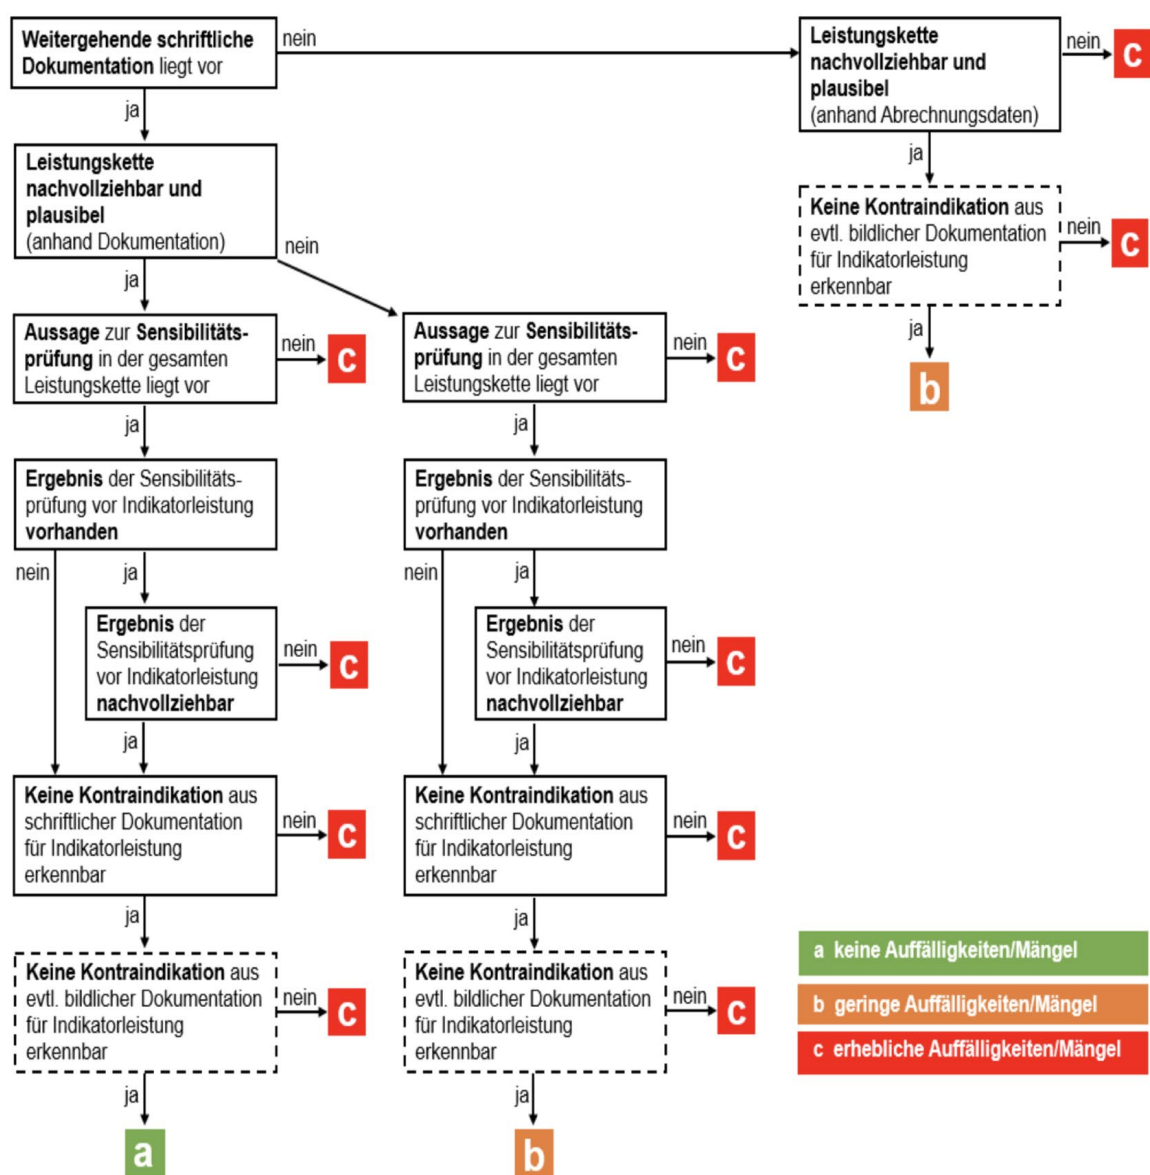 Weitergehende schriftliche
Dokumentation liegt vor
nein
Leistungskette
nachvollziehbar und
plausibel
(anhand Abrechnungsdaten)
nein
c
ja
ja
Leistungskette
nachvollziehbar und
plausibel
(anhand Dokumentation)
nein
Keine Kontraindikation aus
evtl. bildlicher Dokumentation
für Indikatorleistung
erkennbar
nein
c
ja
ja
b
Aussage zur Sensibilitäts-
prüfung in der gesamten
Leistungskette liegt vor
nein
c
Aussage zur Sensibilitäts-
prüfung in der gesamten
Leistungskette liegt vor
nein
c
ja
ja
Ergebnis der Sensibilitäts-
prüfung vor Indikatorleistung
vorhanden
Ergebnis der Sensibilitäts-
prüfung vor Indikatorleistung
vorhanden
nein
ja
nein
ja
Ergebnis der
Sensibilitätsprüfung
vor Indikatorleistung
nachvollziehbar
nein
c
Ergebnis der
Sensibilitätsprüfung
vor Indikatorleistung
nachvollziehbar
nein
c
ja
ja
Keine Kontraindikation aus
schriftlicher Dokumentation
für Indikatorleistung
erkennbar
nein
c
Keine Kontraindikation aus
schriftlicher Dokumentation
für Indikatorleistung
erkennbar
nein
c
ja
ja
Keine Kontraindikation aus
evtl. bildlicher Dokumentation
für Indikatorleistung
erkennbar
nein
c
Keine Kontraindikation aus
evtl. bildlicher Dokumentation
für Indikatorleistung
erkennbar
nein
c
ja
a
ja
b
a keine Auffälligkeiten/Mängel
b geringe Auffälligkeiten/Mängel
c erhebliche Auffälligkeiten/Mängel